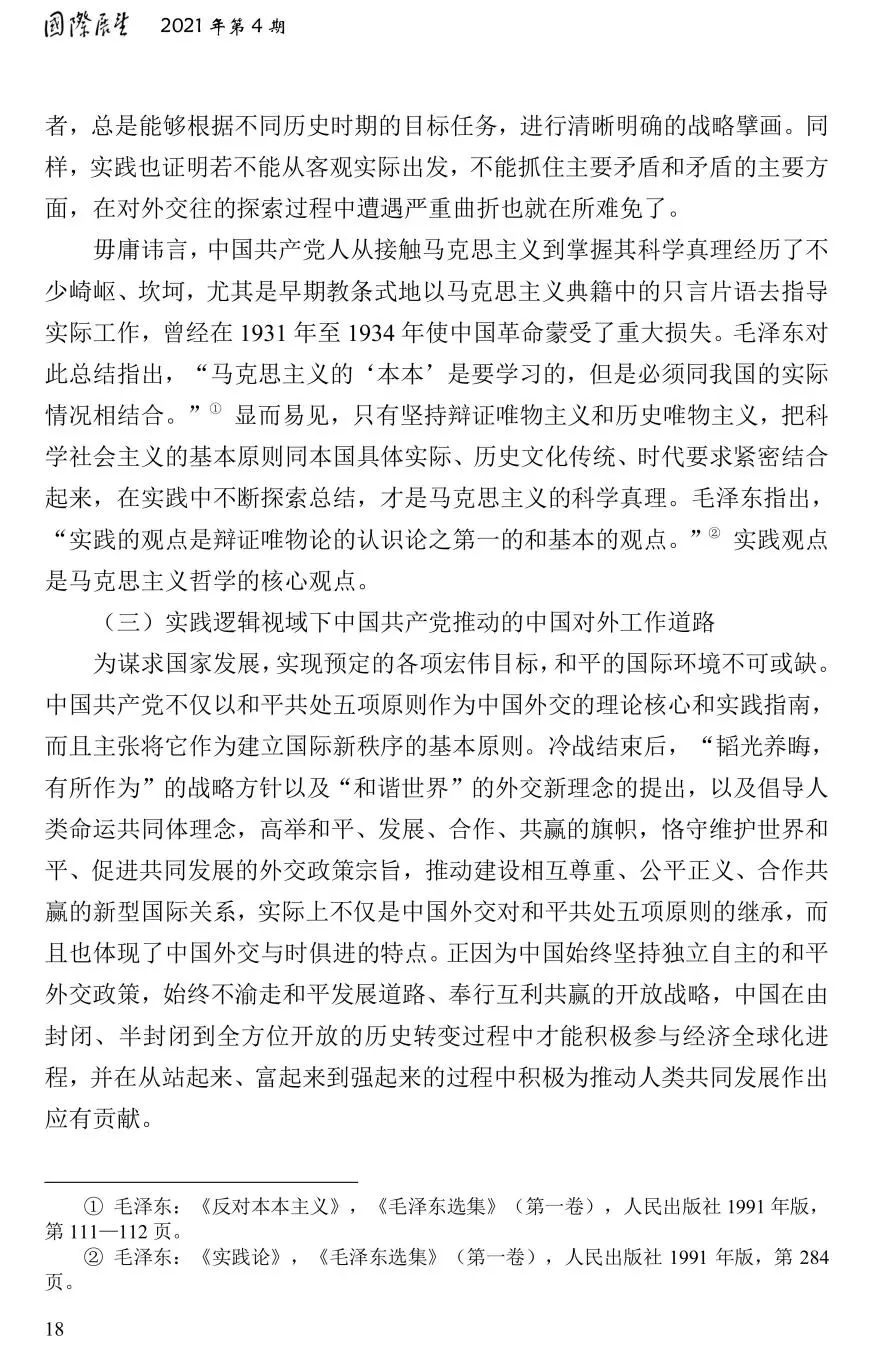 國際展望 2021 年第 4 期
者，总是能够根据不同历史时期的目标任务，进行清晰明确的战略擘画。同
样，实践也证明若不能从客观实际出发，不能抓住主要矛盾和矛盾的主要方
面，在对外交往的探索过程中遭遇严重曲折也就在所难免了。
毋庸讳言，中国共产党人从接触马克思主义到掌握其科学真理经历了不
少崎岖、坎坷，尤其是早期教条式地以马克思主义典籍中的只言片语去指导
实际工作，曾经在 1931 年至 1934 年使中国革命蒙受了重大损失。毛泽东对
此总结指出，“马克思主义的‘本本’是要学习的，但是必须同我国的实际
情况相结合。”① 显而易见，只有坚持辩证唯物主义和历史唯物主义，把科
学社会主义的基本原则同本国具体实际、历史文化传统、时代要求紧密结合
起来，在实践中不断探索总结，才是马克思主义的科学真理。毛泽东指出，
“实践的观点是辩证唯物论的认识论之第一的和基本的观点。”② 实践观点
是马克思主义哲学的核心观点。
（三）实践逻辑视域下中国共产党推动的中国对外工作道路
为谋求国家发展，实现预定的各项宏伟目标，和平的国际环境不可或缺。
中国共产党不仅以和平共处五项原则作为中国外交的理论核心和实践指南，
而且主张将它作为建立国际新秩序的基本原则。冷战结束后，“韬光养晦，
有所作为”的战略方针以及“和谐世界”的外交新理念的提出，以及倡导人
类命运共同体理念，高举和平、发展、合作、共赢的旗帜，恪守维护世界和
平、促进共同发展的外交政策宗旨，推动建设相互尊重、公平正义、合作共
赢的新型国际关系，实际上不仅是中国外交对和平共处五项原则的继承，而
且也体现了中国外交与时俱进的特点。正因为中国始终坚持独立自主的和平
外交政策，始终不渝走和平发展道路、奉行互利共赢的开放战略，中国在由
封闭、半封闭到全方位开放的历史转变过程中才能积极参与经济全球化进
程，并在从站起来、富起来到强起来的过程中积极为推动人类共同发展作出
应有贡献。
① 毛泽东：《反对本本主义》，《毛泽东选集》（第一卷），人民出版社 1991 年版，
第 111—112 页。
② 毛泽东：《实践论》，《毛泽东选集》（第一卷），人民出版社 1991 年版，第 284
页。
18